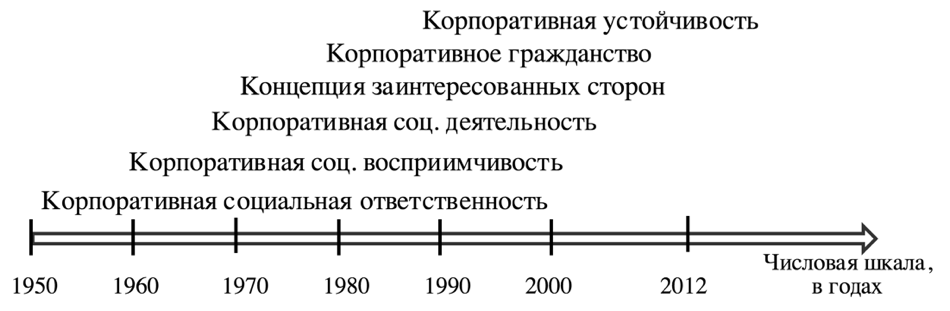 Корпоративная устойчивость
Корпоративное гражданство
Концепция заинтересованных сторон
Корпоративная соц. деятельность
Корпоративная соц. восприимчивость
Корпоративная социальная ответственность
1950 1960 1970 1980 1990 2000 2012
Числовая шкала,
в годах